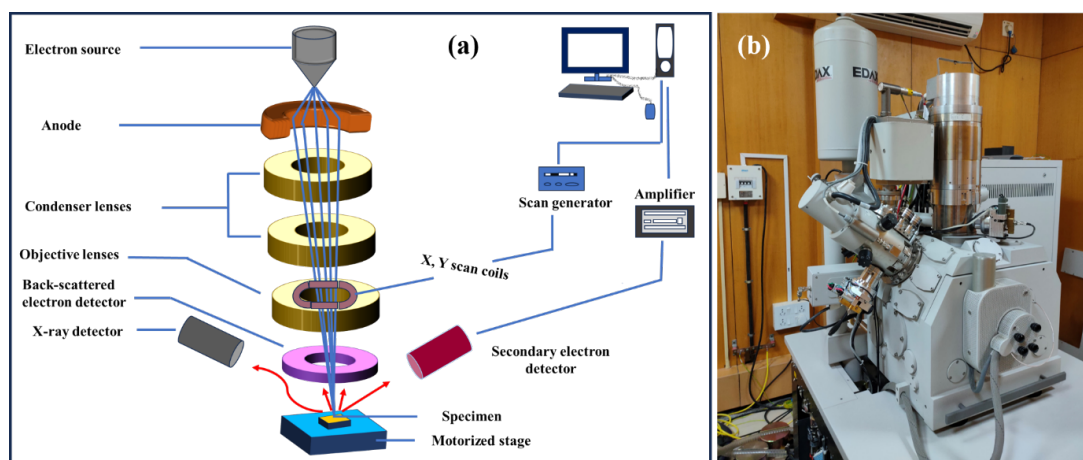 (a)
Electron source
Anode
Condenser lenses
Objective lenses
Back-scattered
electron detector
X-ray detector
X, Y scan coils
Scan generator
Amplifier
Secondary electron
detector
Specimen
Motorized stage
(b)
EDAX
EDAX